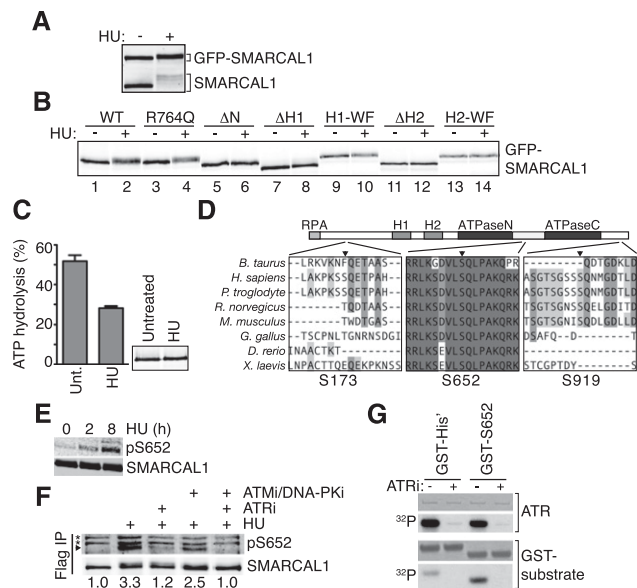 A
HU: - +
GFP-SMARCAL1
SMARCAL1
B
WT R764Q ΔN ΔH1 H1-WF ΔH2 H2-WF
HU: - + - + - + - + - + - + - +
GFP-
SMARCAL1
1 2 3 4 5 6 7 8 9 10 11 12 13 14
C
ATP hydrolysis (%)
60
40
20
0
Unt. HU
Untreated
HU
D
RPA H1 H2 ATPaseN ATPaseC
B. taurus --LRKVKNFQETAAS- RRLKGDVLSQLPAKQPR ---------SQDTGDKLD
H. sapiens
P. troglodyte
R. norvegicus
M. musculus
G. gallus
D. rerio
X. laevis
S173 S652 S919
E
0 2 8 HU (h)
pS652
SMARCAL1
F
+ + ATMi/DNA-PKi
+ + ATRi
+ + + + HU
Flag IP
**
pS652
SMARCAL1
1.0 3.3 1.2 2.5 1.0
G
GST-His' GST-S652
ATRi: - + - +
ATR
32P
GST-
substrate
32P